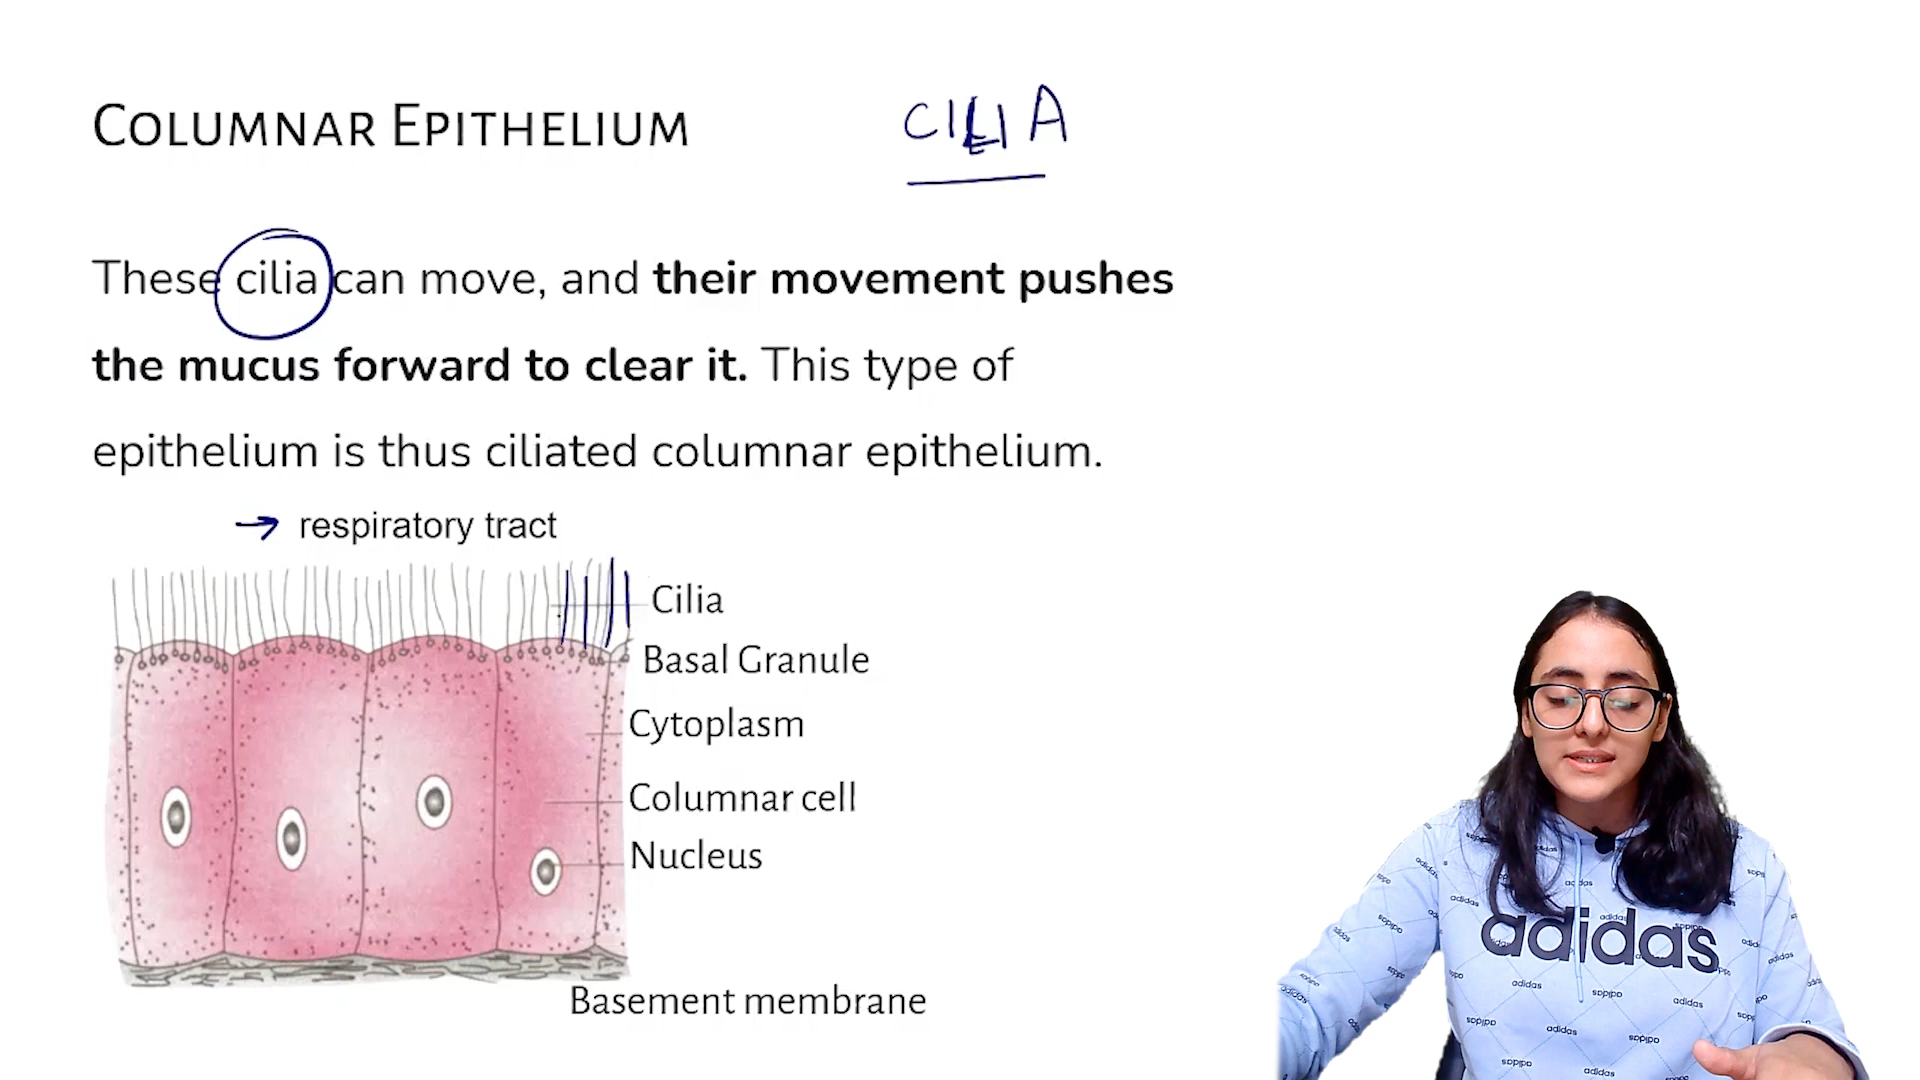 COLUMNAR EPITHELIUM
CILIA
These cilia can move, and their movement pushes
the mucus forward to clear it. This type of
epithelium is thus ciliated columnar epithelium.
→ respiratory tract
Cilia
Basal Granule
Cytoplasm
Columnar cell
Nucleus
Basement membrane
adidas